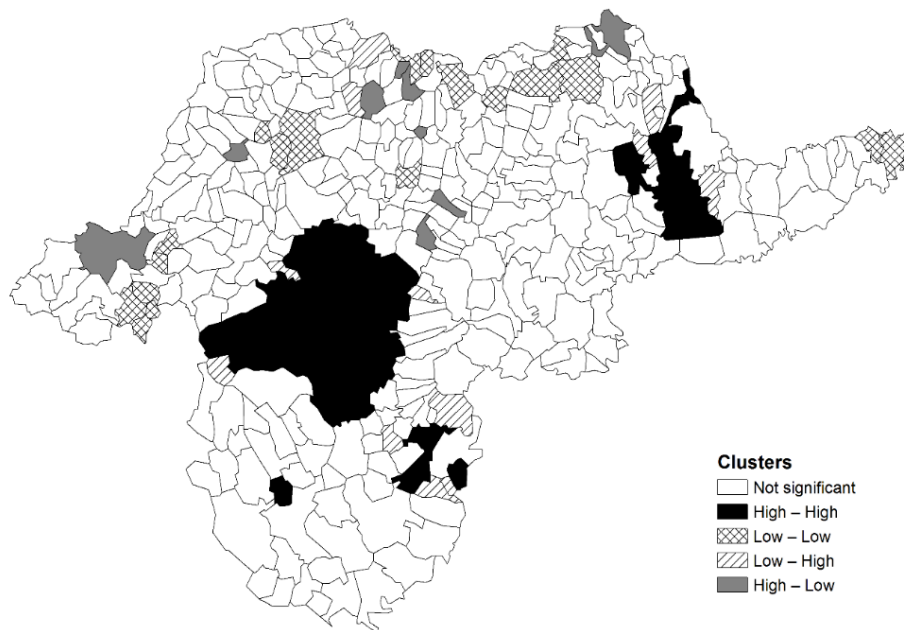 Clusters
Not significant
High – High
Low – Low
Low – High
High – Low